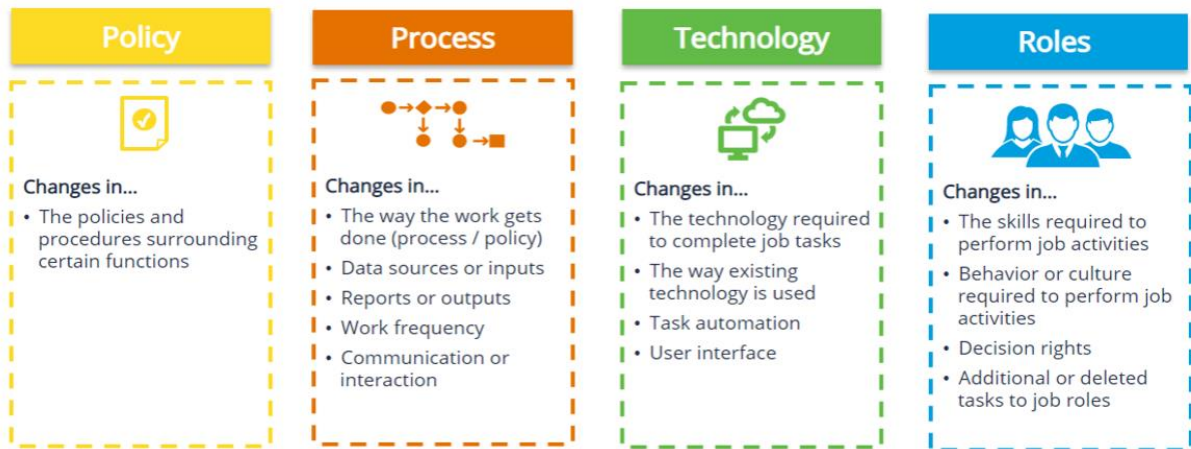 Policy
Changes in...
• The policies and
procedures surrounding
certain functions
Process
Changes in...
• The way the work gets
done (process / policy)
• Data sources or inputs
• Reports or outputs
• Work frequency
• Communication or
interaction
Technology
Changes in...
• The technology required
to complete job tasks
• The way existing
technology is used
• Task automation
• User interface
Roles
Changes in...
• The skills required to
perform job activities
• Behavior or culture
required to perform job
activities
• Decision rights
• Additional or deleted
tasks to job roles